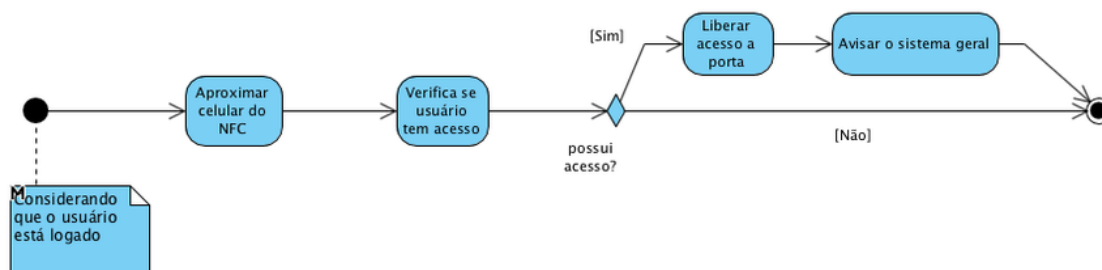 Aproximar
celular do
NFC
Verifica se
usuário
tem acesso
possui
acesso?
[Sim]
Liberar
acesso a
porta
Avisar o sistema geral
[Não]
M
Considerando
que o usuário
está logado